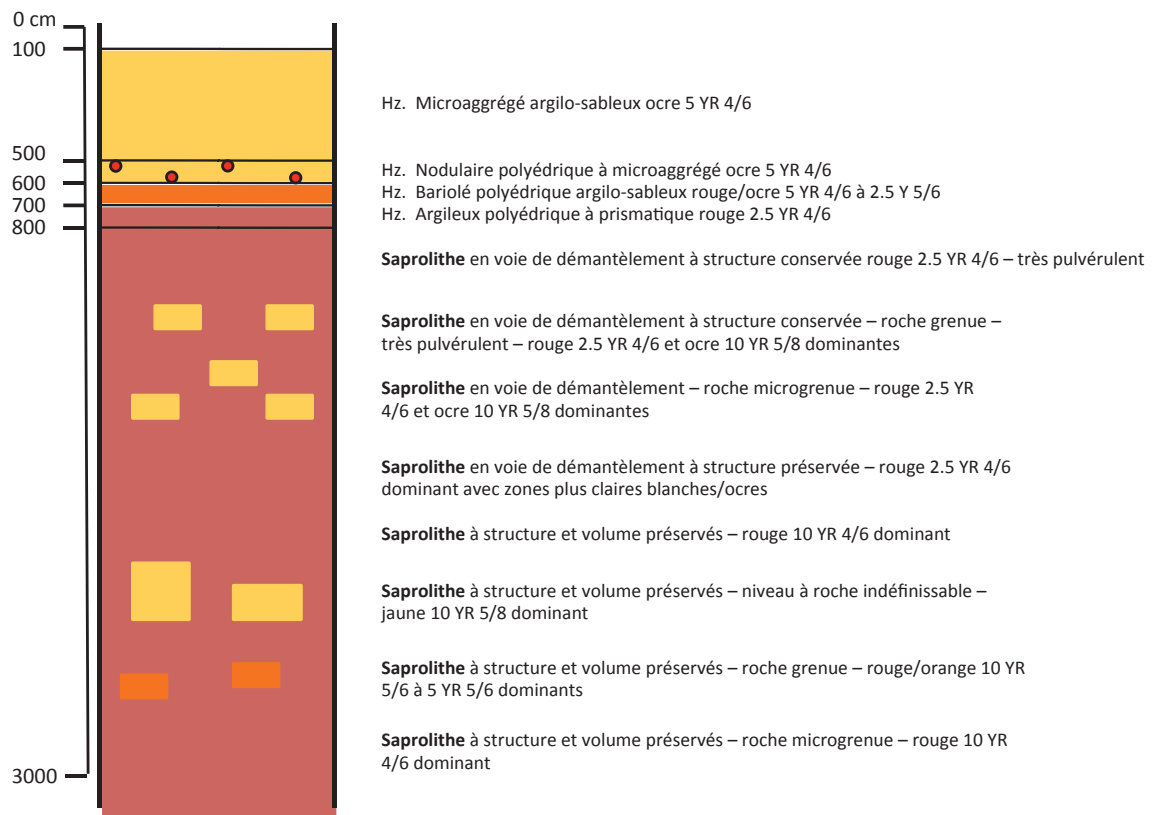 0 cm
100
Hz. Microaggrégé argilo-sableux ocre 5 YR 4/6
500
Hz. Nodulaire polyédrique à microaggrégé ocre 5 YR 4/6
600
Hz. Bariolé polyédrique argilo-sableux rouge/ocre 5 YR 4/6 à 2.5 Y 5/6
700
Hz. Argileux polyédrique à prismatique rouge 2.5 YR 4/6
800
Saprolithe en voie de démantèlement à structure conservée rouge 2.5 YR 4/6 – très pulvérulent
Saprolithe en voie de démantèlement à structure conservée – roche grenue –
très pulvérulent – rouge 2.5 YR 4/6 et ocre 10 YR 5/8 dominantes
Saprolithe en voie de démantèlement – roche microgrenue – rouge 2.5 YR
4/6 et ocre 10 YR 5/8 dominantes
Saprolithe en voie de démantèlement à structure préservée – rouge 2.5 YR 4/6
dominant avec zones plus claires blanches/ocres
Saprolithe à structure et volume préservés – rouge 10 YR 4/6 dominant
Saprolithe à structure et volume préservés – niveau à roche indéfinissable –
jaune 10 YR 5/8 dominant
Saprolithe à structure et volume préservés – roche grenue – rouge/orange 10 YR
5/6 à 5 YR 5/6 dominants
Saprolithe à structure et volume préservés – roche microgrenue – rouge 10 YR
4/6 dominant
3000